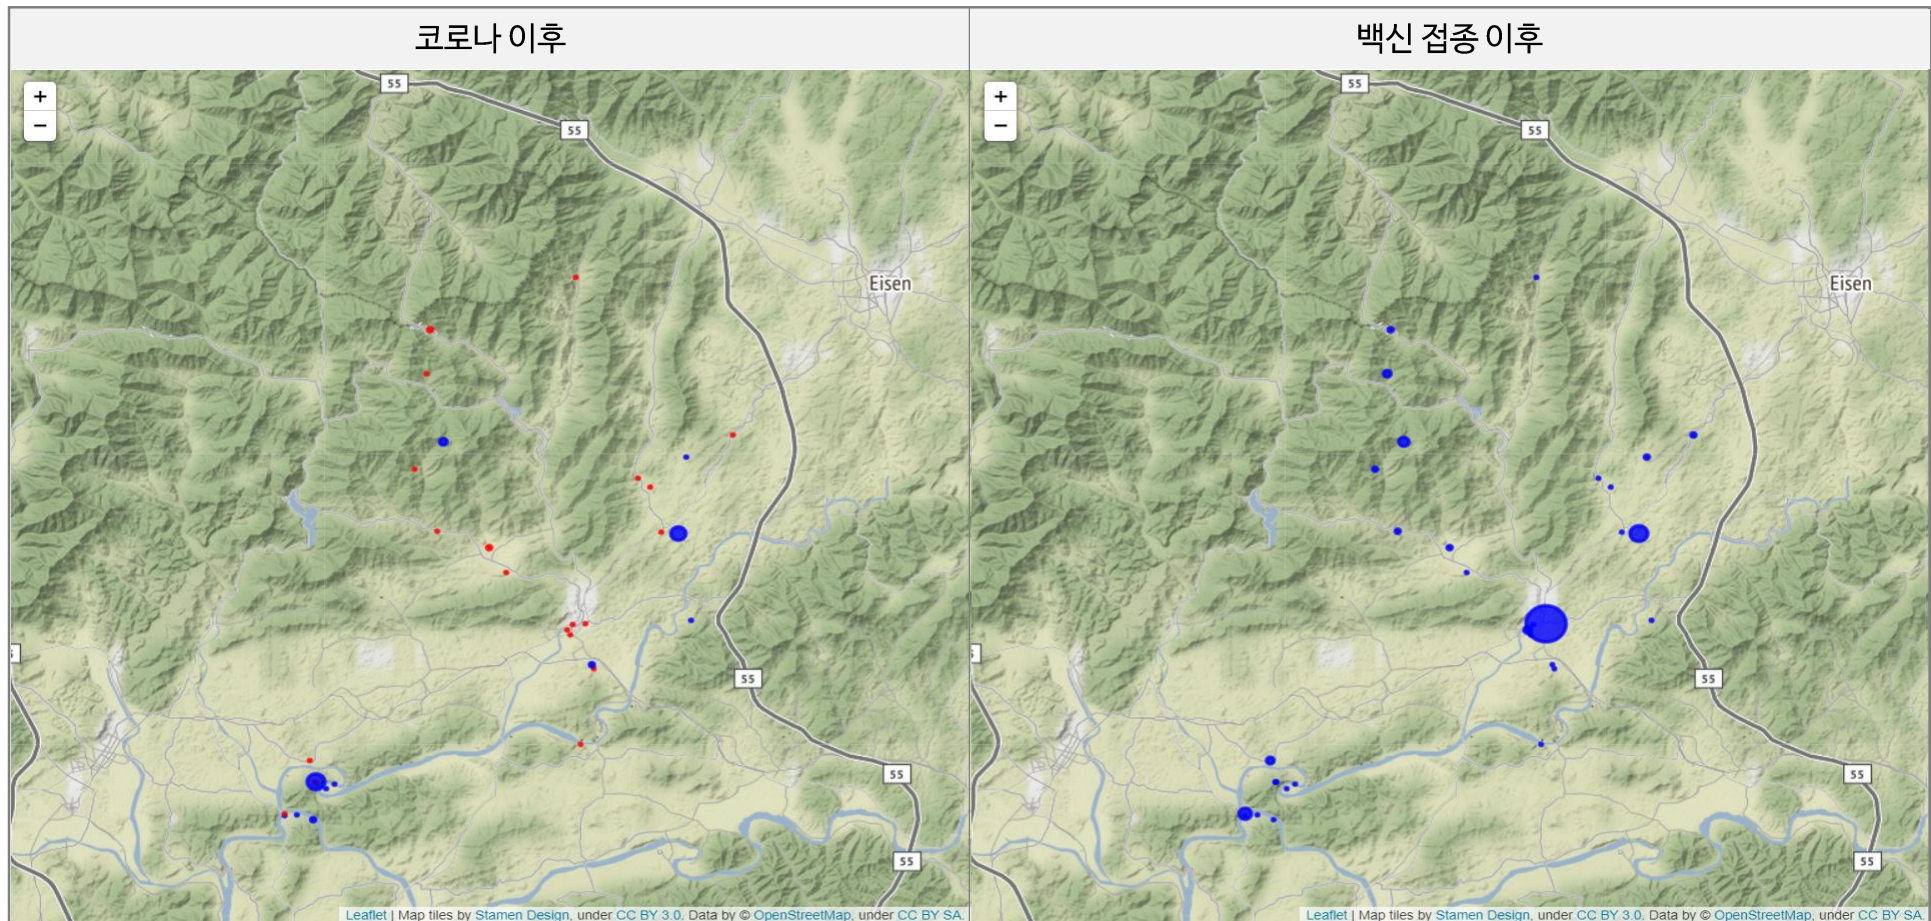 코로나 이후
백신 접종 이후
+
−
55
55
Eisen
55
55
55
Leaflet | Map tiles by Stamen Design, under CC BY 3.0. Data by © OpenStreetMap, under CC BY SA.
+
−
55
55
Eisen
55
55
55
Leaflet | Map tiles by Stamen Design, under CC BY 3.0. Data by © OpenStreetMap, under CC BY SA